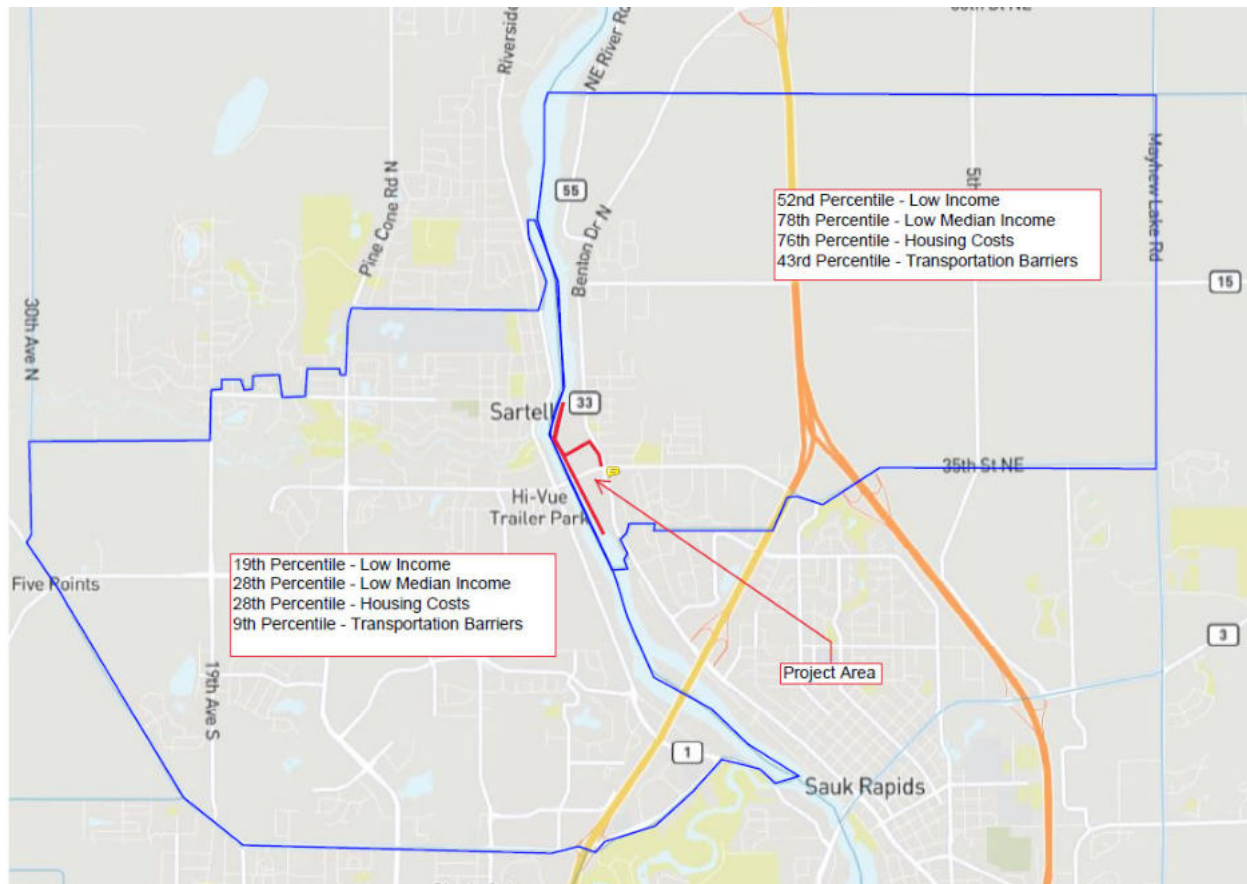 Riverside
NE River Rd
55
Pine Cone Rd N
Benton Dr N
5th
Mayhew Lake Rd
52nd Percentile - Low Income
78th Percentile - Low Median Income
76th Percentile - Housing Costs
43rd Percentile - Transportation Barriers
15
30th Ave N
Sartell
33
35th St NE
Hi-Vue
Trailer Park
19th Percentile - Low Income
28th Percentile - Low Median Income
28th Percentile - Housing Costs
9th Percentile - Transportation Barriers
Five Points
3
19th Ave S
Project Area
1
Sauk Rapids